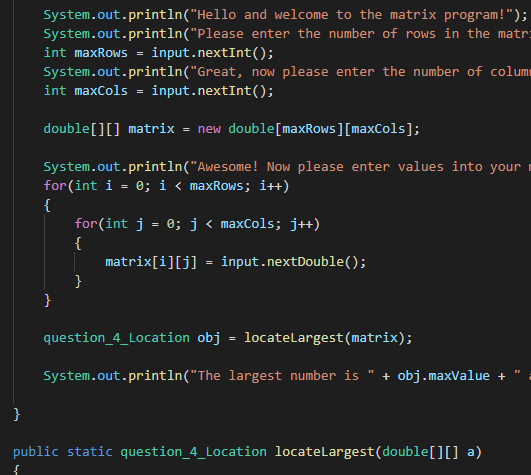 System.out.println("Hello and welcome to the matrix program!");
System.out.println("Please enter the number of rows in the matri
int maxRows = input.nextInt();
System.out.println("Great, now please enter the number of colum
int maxCols = input.nextInt();
double[][] matrix = new double[maxRows][maxCols];
System.out.println("Awesome! Now please enter values into your
for(int i = 0; i < maxRows; i++)
{
for(int j = 0; j < maxCols; j++)
{
matrix[i][j] = input.nextDouble();
}
}
question_4_Location obj = locateLargest(matrix);
System.out.println("The largest number is " + obj.maxValue + " a
}
public static question_4_Location locateLargest(double[][] a)
{